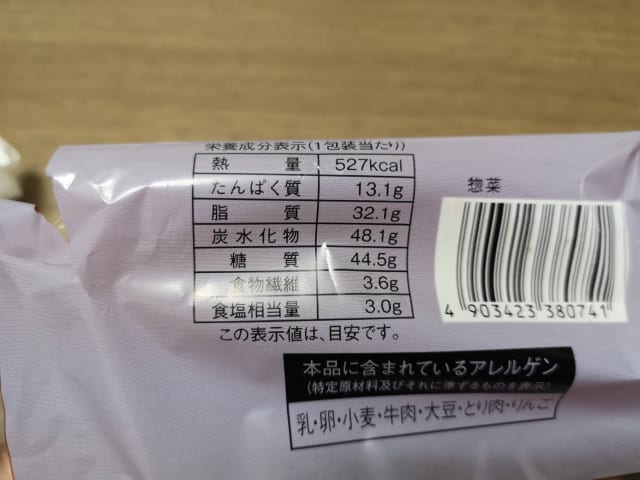 栄養成分表示(1包装当たり)
熱量 527kcal
たんぱく質 13.1g
脂質 32.1g
炭水化物 48.1g
糖質 44.5g
食物繊維 3.6g
食塩相当量 3.0g
この表示値は、目安です。
惣菜
4 903423 380741
本品に含まれているアレルゲン
(特定原材料及びそれに準ずるものを表示)
乳・卵・小麦・牛肉・大豆・とり肉・りんご